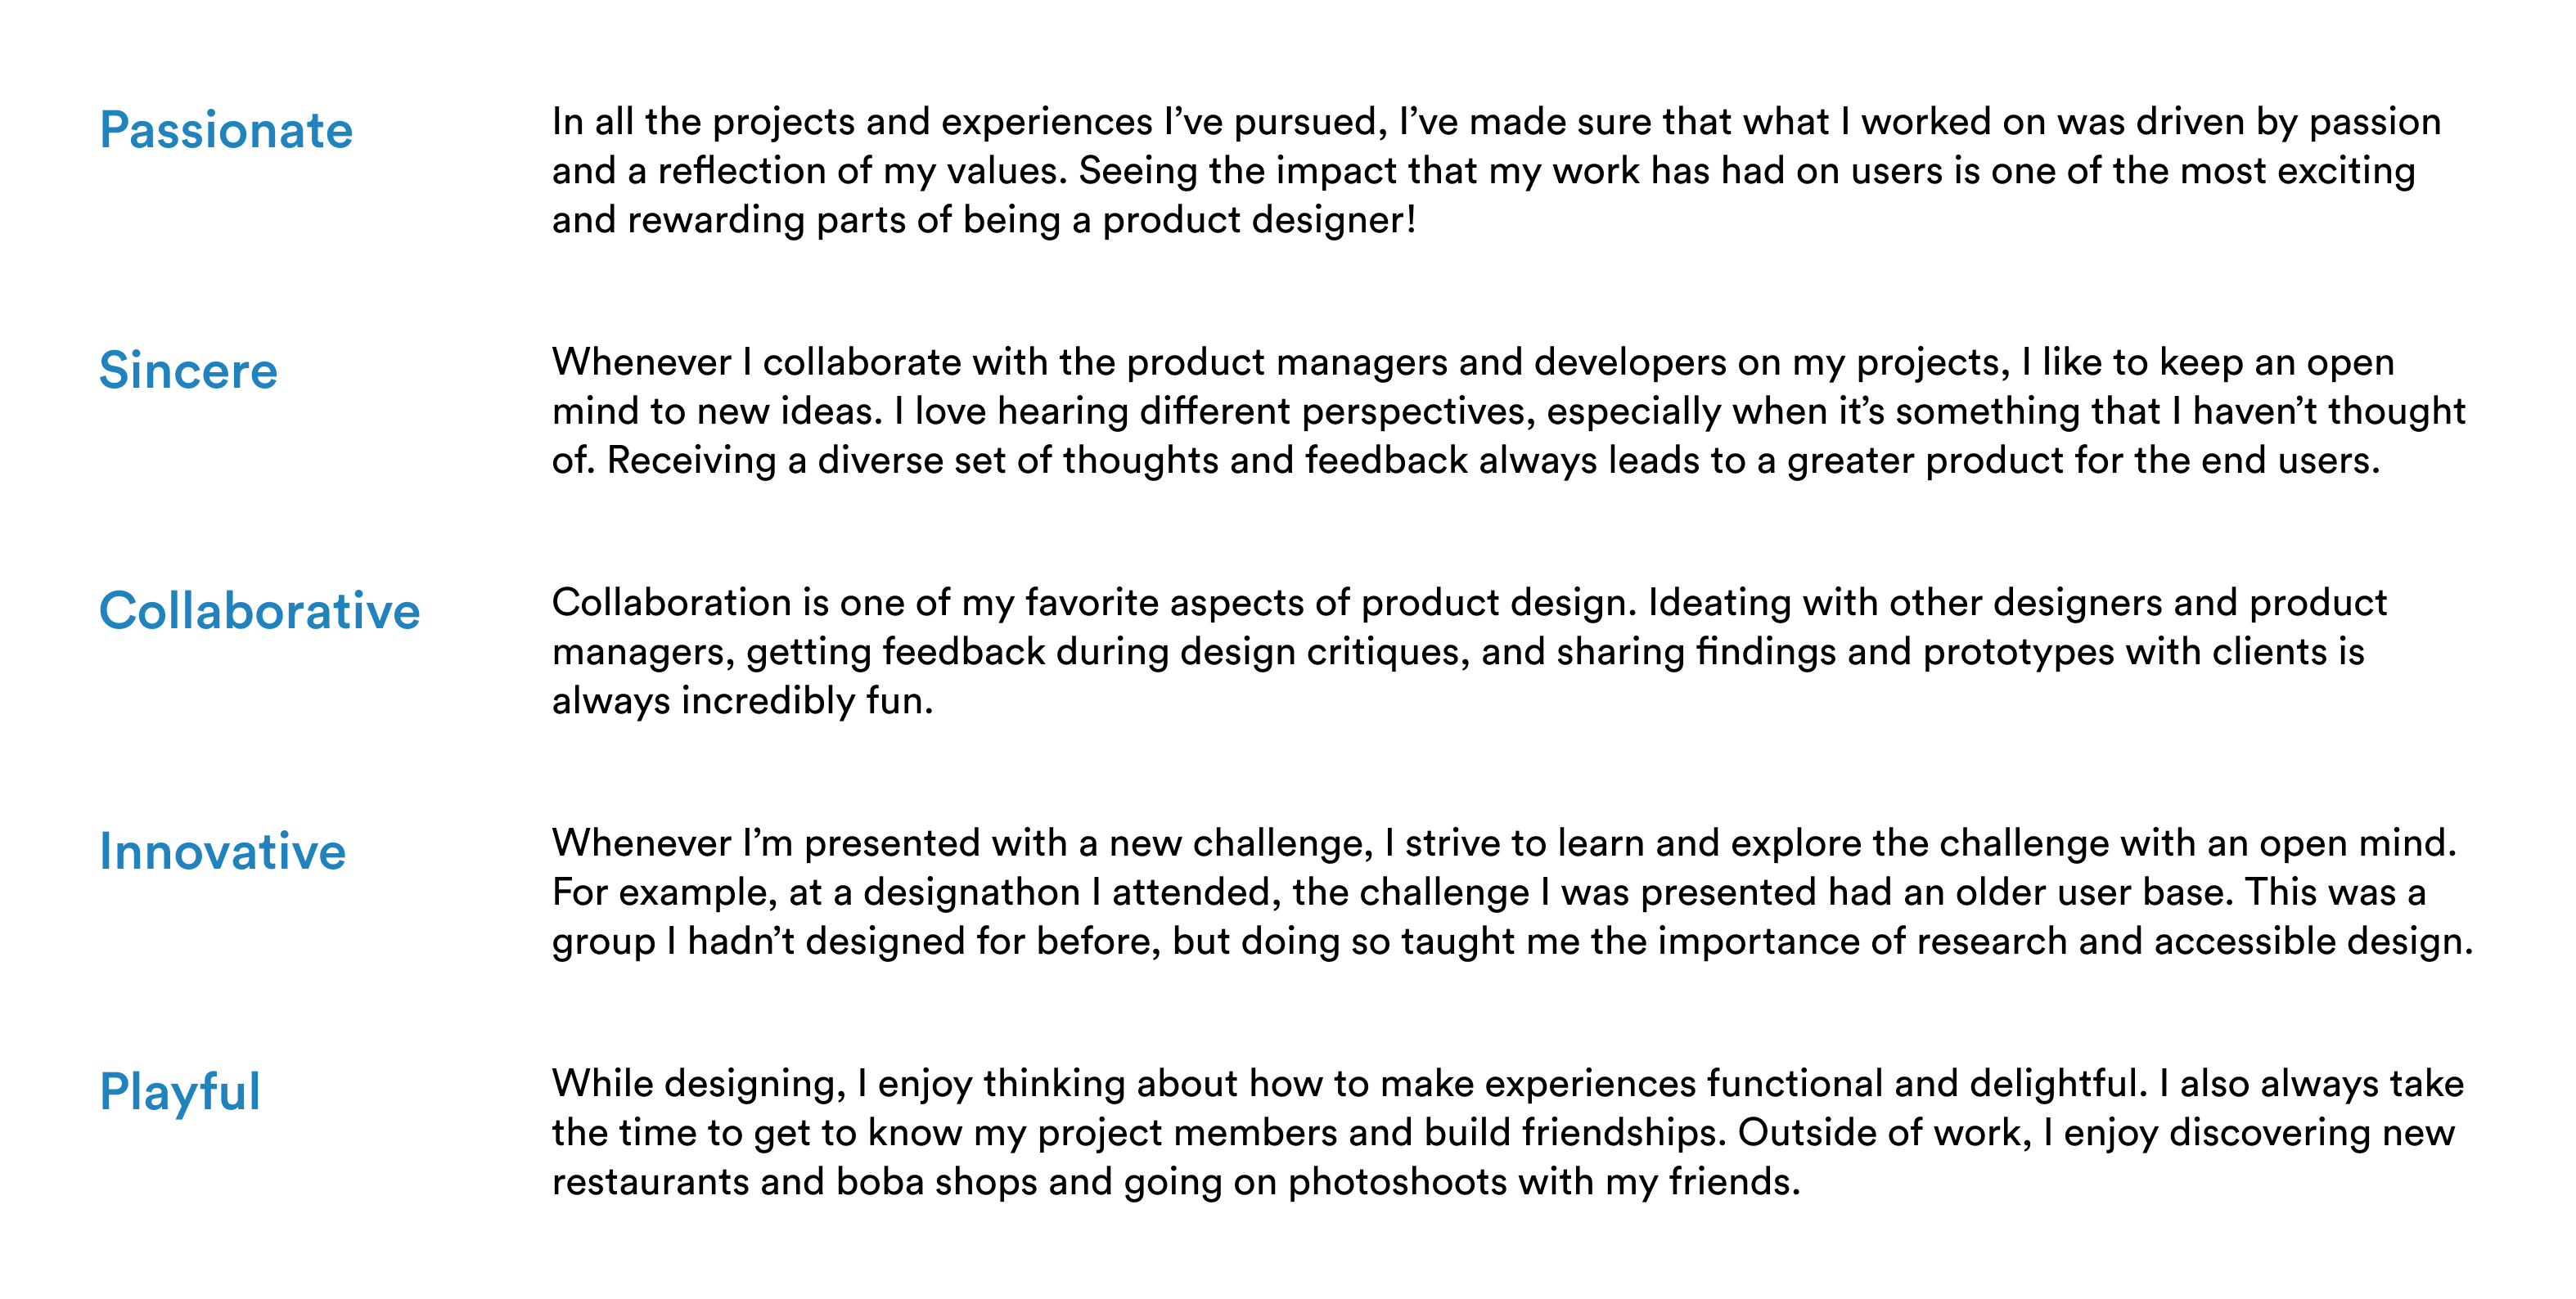 Passionate
In all the projects and experiences I’ve pursued, I’ve made sure that what I worked on was driven by passion
and a reflection of my values. Seeing the impact that my work has had on users is one of the most exciting
and rewarding parts of being a product designer!
Sincere
Whenever I collaborate with the product managers and developers on my projects, I like to keep an open
mind to new ideas. I love hearing different perspectives, especially when it’s something that I haven’t thought
of. Receiving a diverse set of thoughts and feedback always leads to a greater product for the end users.
Collaborative
Collaboration is one of my favorite aspects of product design. Ideating with other designers and product
managers, getting feedback during design critiques, and sharing findings and prototypes with clients is
always incredibly fun.
Innovative
Whenever I’m presented with a new challenge, I strive to learn and explore the challenge with an open mind.
For example, at a designathon I attended, the challenge I was presented had an older user base. This was a
group I hadn’t designed for before, but doing so taught me the importance of research and accessible design.
Playful
While designing, I enjoy thinking about how to make experiences functional and delightful. I also always take
the time to get to know my project members and build friendships. Outside of work, I enjoy discovering new
restaurants and boba shops and going on photoshoots with my friends.